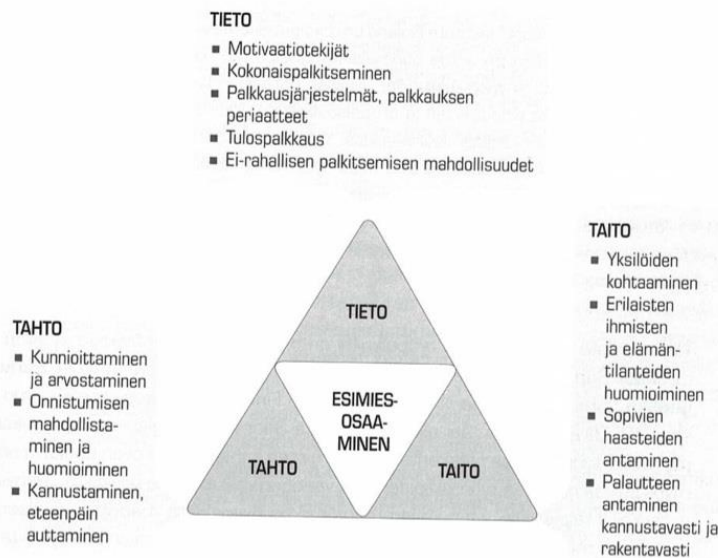 TIETO
■ Motivaatiotekijät
■ Kokonaispalkitseminen
■ Palkkausjärjestelmät, palkkauksen
periaatteet
■ Tulospalkkaus
■ Ei-rahallisen palkitsemisen mahdollisuudet
TAHTO
■ Kunnioittaminen
ja arvostaminen
■ Onnistumisen
mahdollista-
minen ja
huomioiminen
■ Kannustaminen,
eteenpäin
auttaminen
TIETO
ESIMIES-
OSAA-
MINEN
TAHTO
TAITO
TAITO
■ Yksilöiden
kohtaaminen
■ Erilaisten
ihmisten
ja elämän-
tilanteiden
huomioiminen
■ Sopivien
haasteiden
antaminen
■ Palautteen
antaminen
kannustavasti ja
rakentavasti